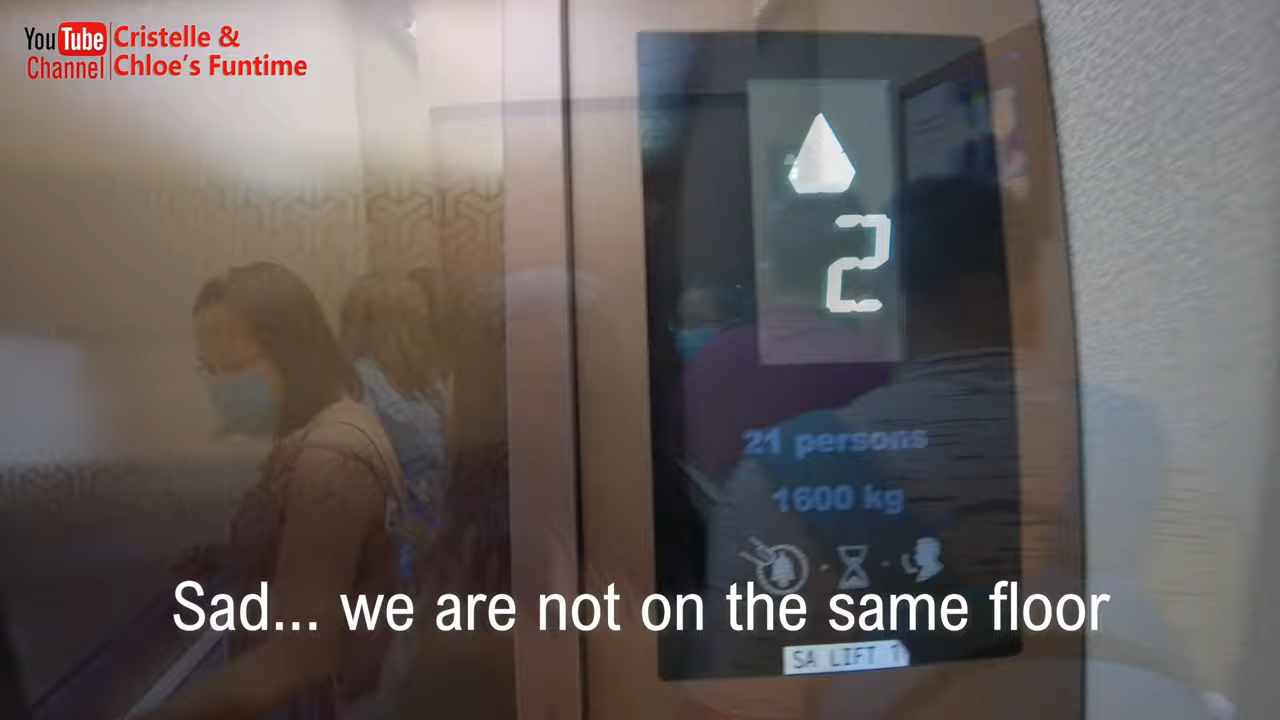 YouTube Channel
Cristelle &
Chloe's Funtime
2
21 persons
1600 kg
SA LIFT 1
Sad... we are not on the same floor